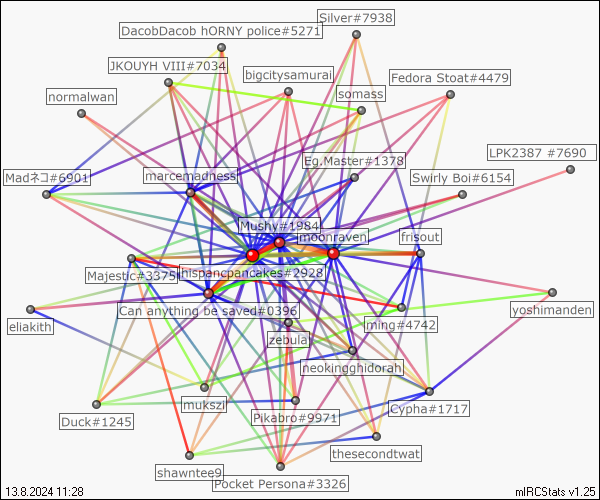 Silver#7938
DacobDacob hORNY police#5271
JKOUYH VIII#7034
bigcitysamurai
Fedora Stoat#4479
normalwan
somass
LPK2387 #7690
Eg.Master#1378
Madネコ#6901
marcemadness
Swirly Boi#6154
Mushy#1984
moonraven
frisout
Majestic#3375
hispancpancakes#2928
Can anything be saved#0396
yoshimanden
eliakith
ming#4742
zebular
neokingghidorah
mukszi
Cypha#1717
Duck#1245
Pikabro#9971
thesecondtwat
shawntee9
Pocket Persona#3326
13.8.2024 11:28
mIRCStats v1.25